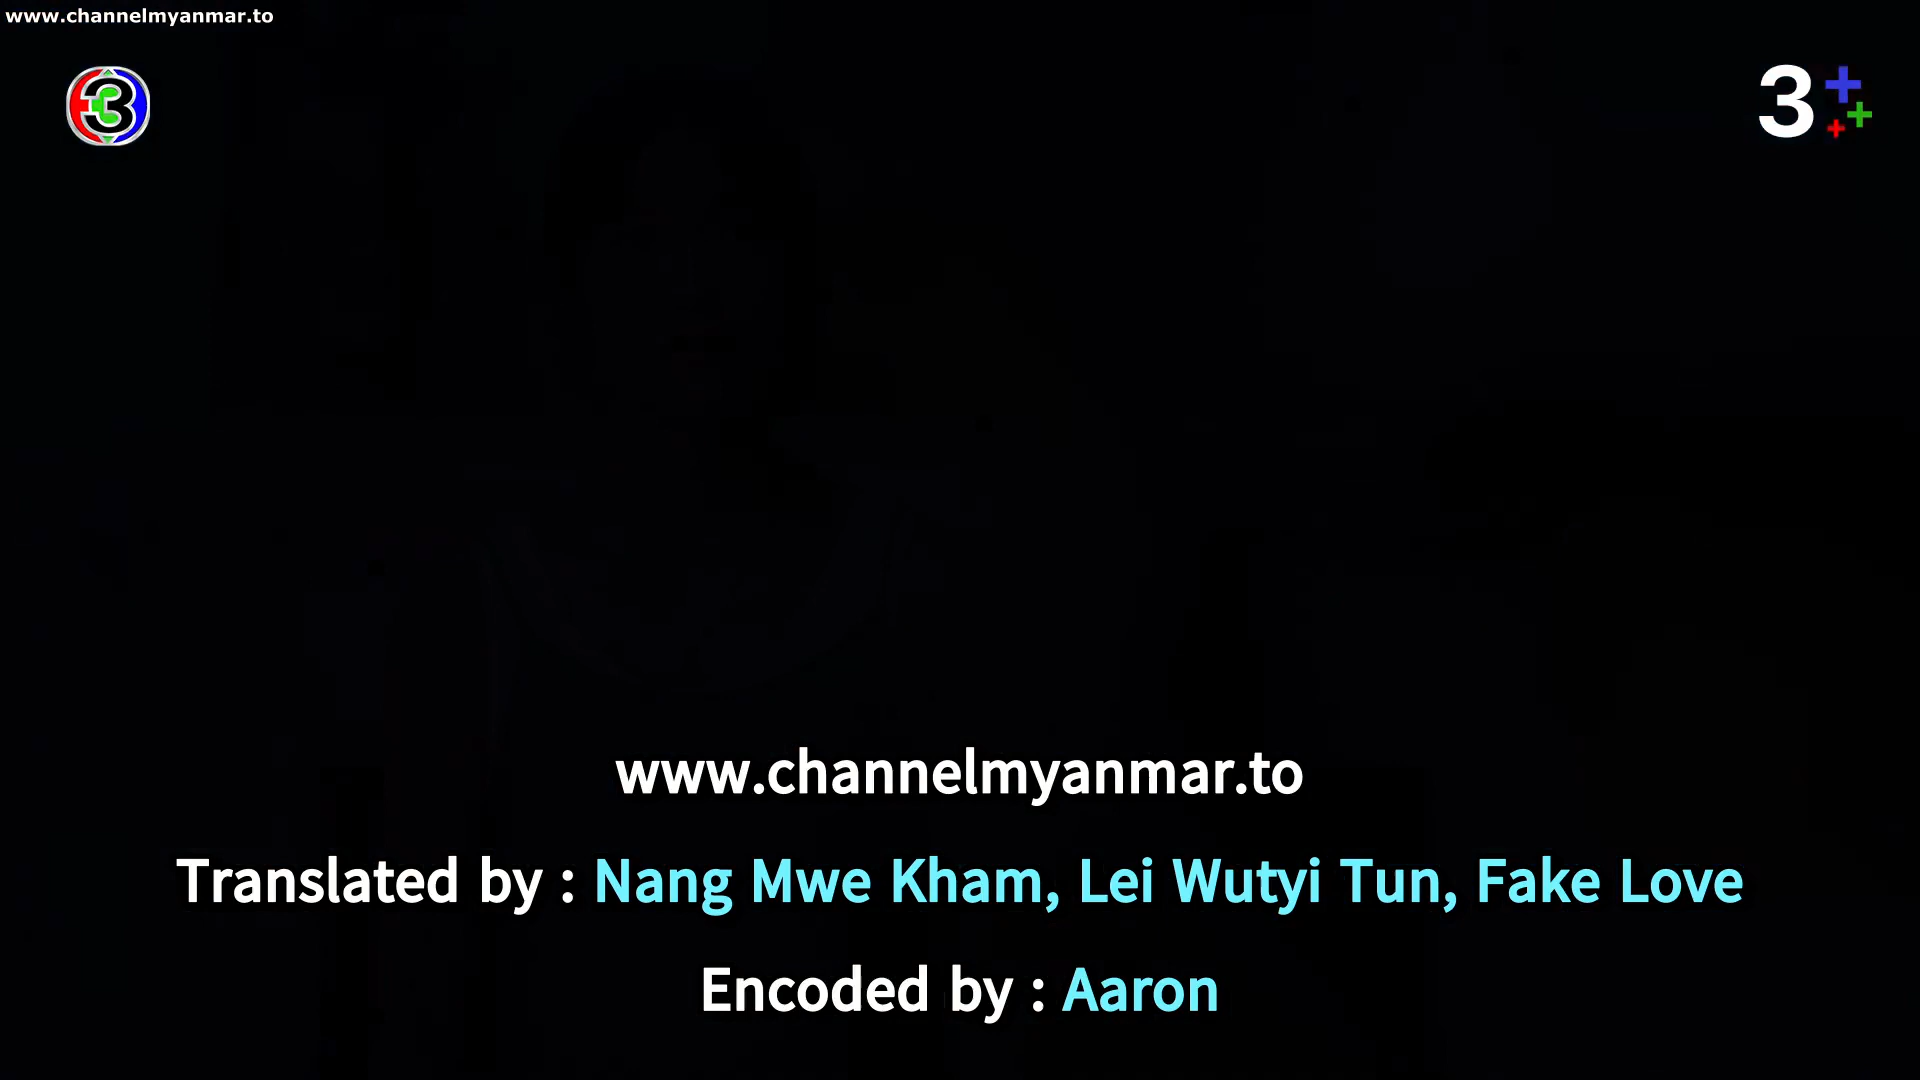 www.channelmyanmar.to
3
3+++
www.channelmyanmar.to
Translated by : Nang Mwe Kham, Lei Wutyi Tun, Fake Love
Encoded by : Aaron